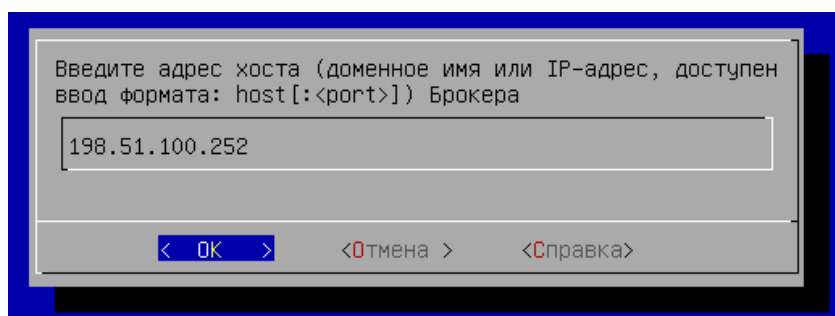 Введите адрес хоста (доменное имя или IP-адрес, доступен
ввод формата: host[:<port>]) Брокера
198.51.100.252
< OK > <Отмена > <Справка>